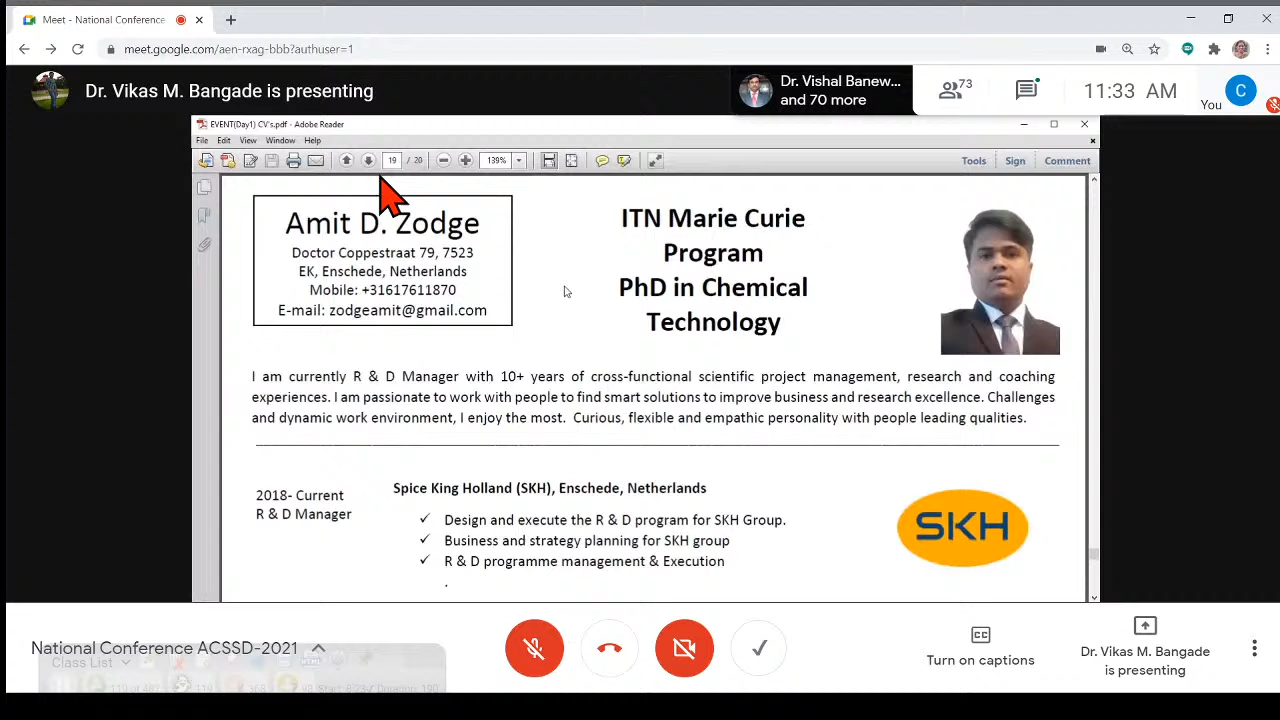 Meet - National Conference
meet.google.com/aen-rxag-bbb?authuser=1
Dr. Vikas M. Bangade is presenting
Dr. Vishal Banew...
and 70 more
73
11:33 AM
You
C
EVENT(Day1) CV's.pdf - Adobe Reader
File Edit View Window Help
19 / 20
139%
Tools Sign Comment
Amit D. Zodge
Doctor Coppestraat 79, 7523
EK, Enschede, Netherlands
Mobile: +31617611870
E-mail: zodgeamit@gmail.com
ITN Marie Curie
Program
PhD in Chemical
Technology
I am currently R & D Manager with 10+ years of cross-functional scientific project management, research and coaching
experiences. I am passionate to work with people to find smart solutions to improve business and research excellence. Challenges
and dynamic work environment, I enjoy the most. Curious, flexible and empathic personality with people leading qualities.
2018- Current
R & D Manager
Spice King Holland (SKH), Enschede, Netherlands
✓ Design and execute the R & D program for SKH Group.
✓ Business and strategy planning for SKH group
✓ R & D programme management & Execution
.
SKH
National Conference ACSSD-2021
Class List
Turn on captions
Dr. Vikas M. Bangade
is presenting